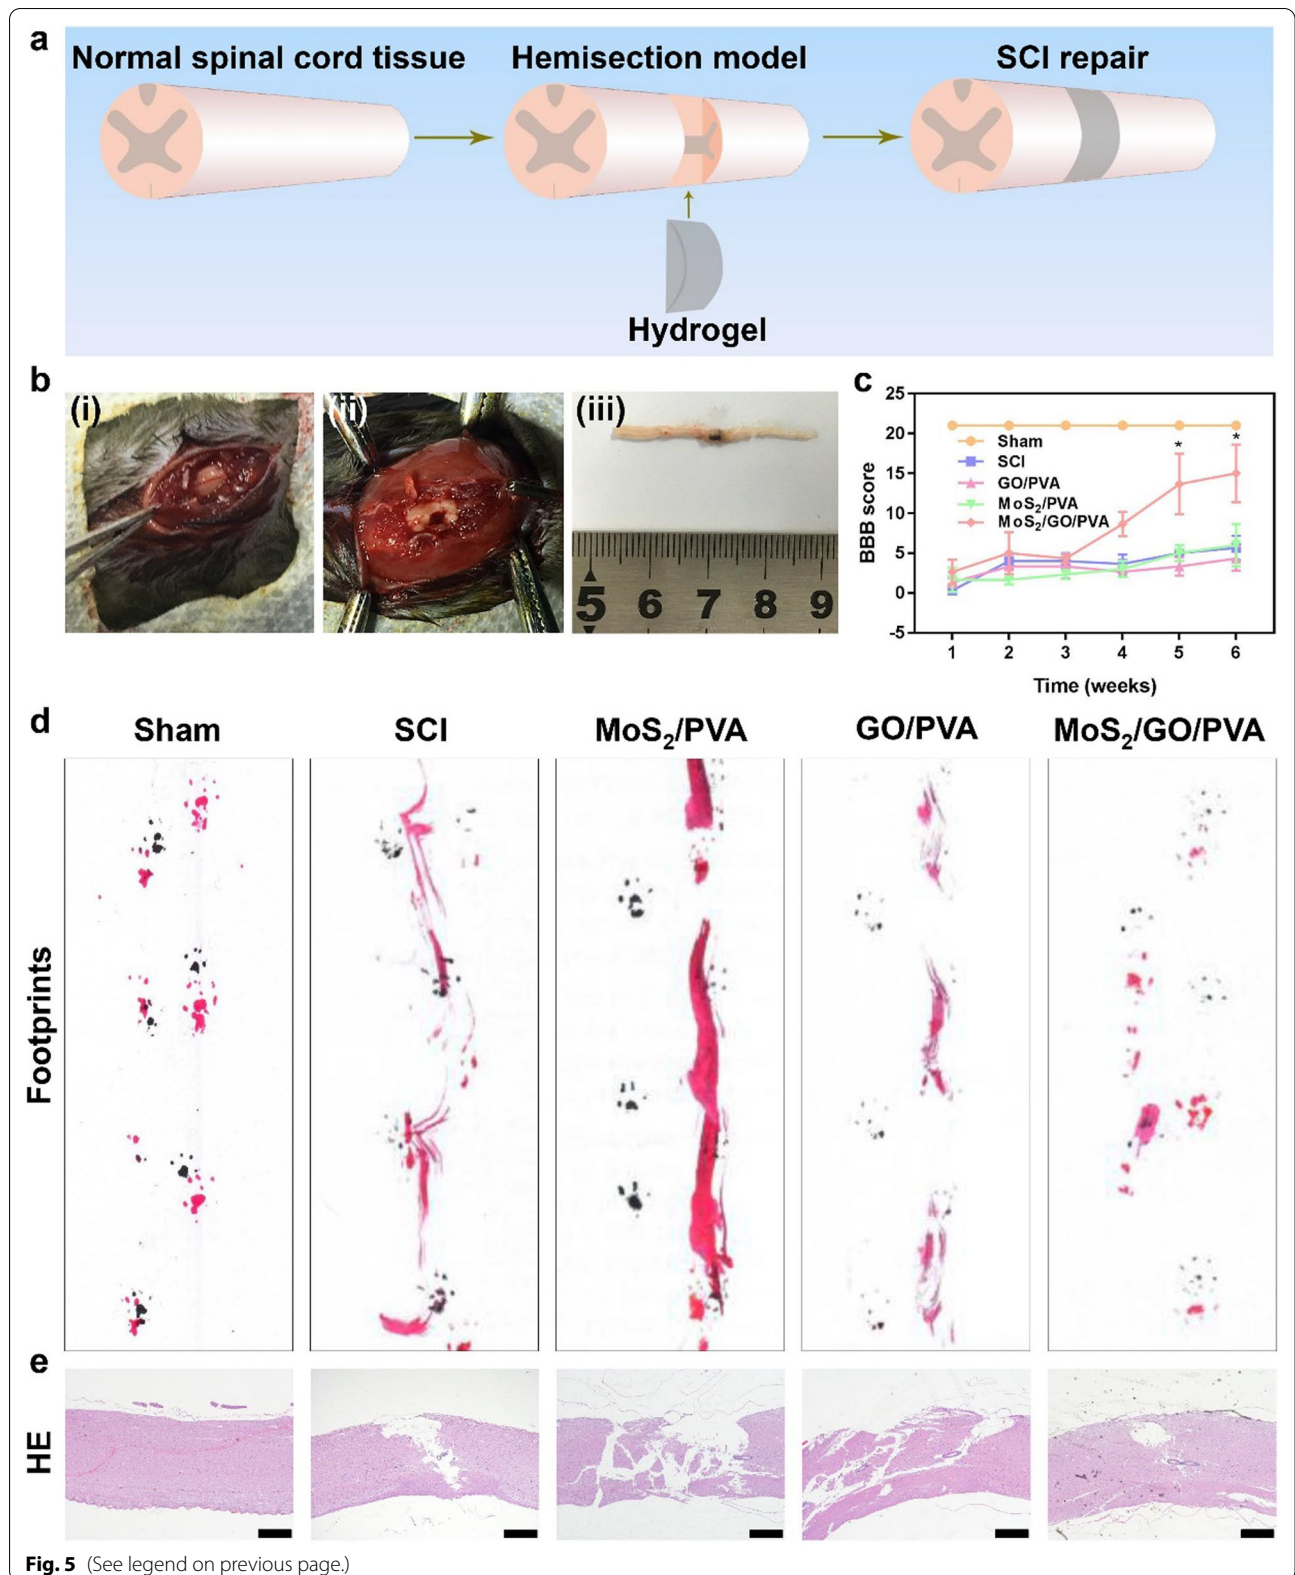 a
Normal spinal cord tissue
Hemisection model
SCI repair
Hydrogel
b
(i)
(ii)
(iii)
5 6 7 8 9
c
25
20
15
10
5
0
-5
BBB score
Sham
SCI
GO/PVA
MoS₂/PVA
MoS₂/GO/PVA
* *
1 2 3 4 5 6
Time (weeks)
d
Sham
SCI
MoS₂/PVA
GO/PVA
MoS₂/GO/PVA
Footprints
e
HE
Fig. 5 (See legend on previous page.)